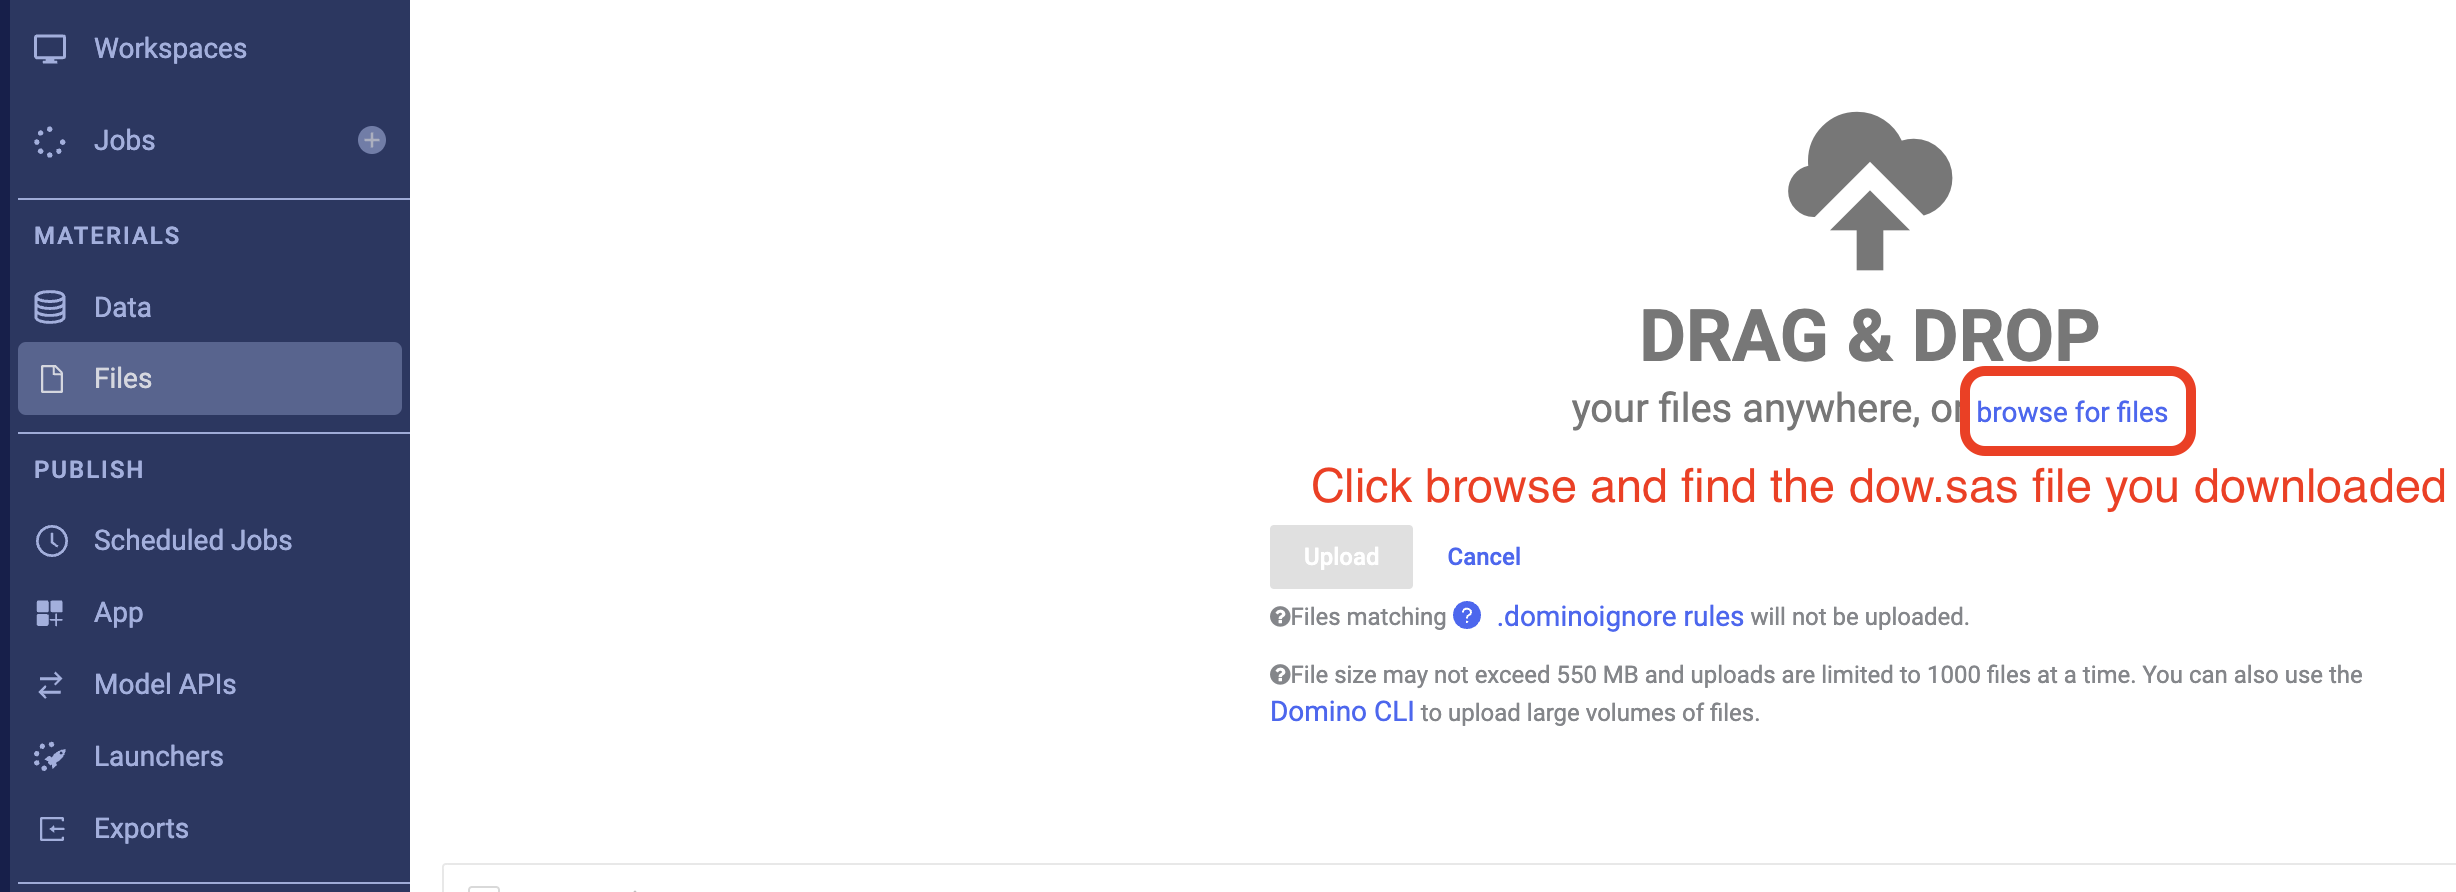 Workspaces
Jobs
MATERIALS
Data
Files
PUBLISH
Scheduled Jobs
App
Model APIs
Launchers
Exports
DRAG & DROP
your files anywhere, or browse for files
Click browse and find the dow.sas file you downloaded
Upload Cancel
Files matching .dominoignore rules will not be uploaded.
File size may not exceed 550 MB and uploads are limited to 1000 files at a time. You can also use the
Domino CLI to upload large volumes of files.